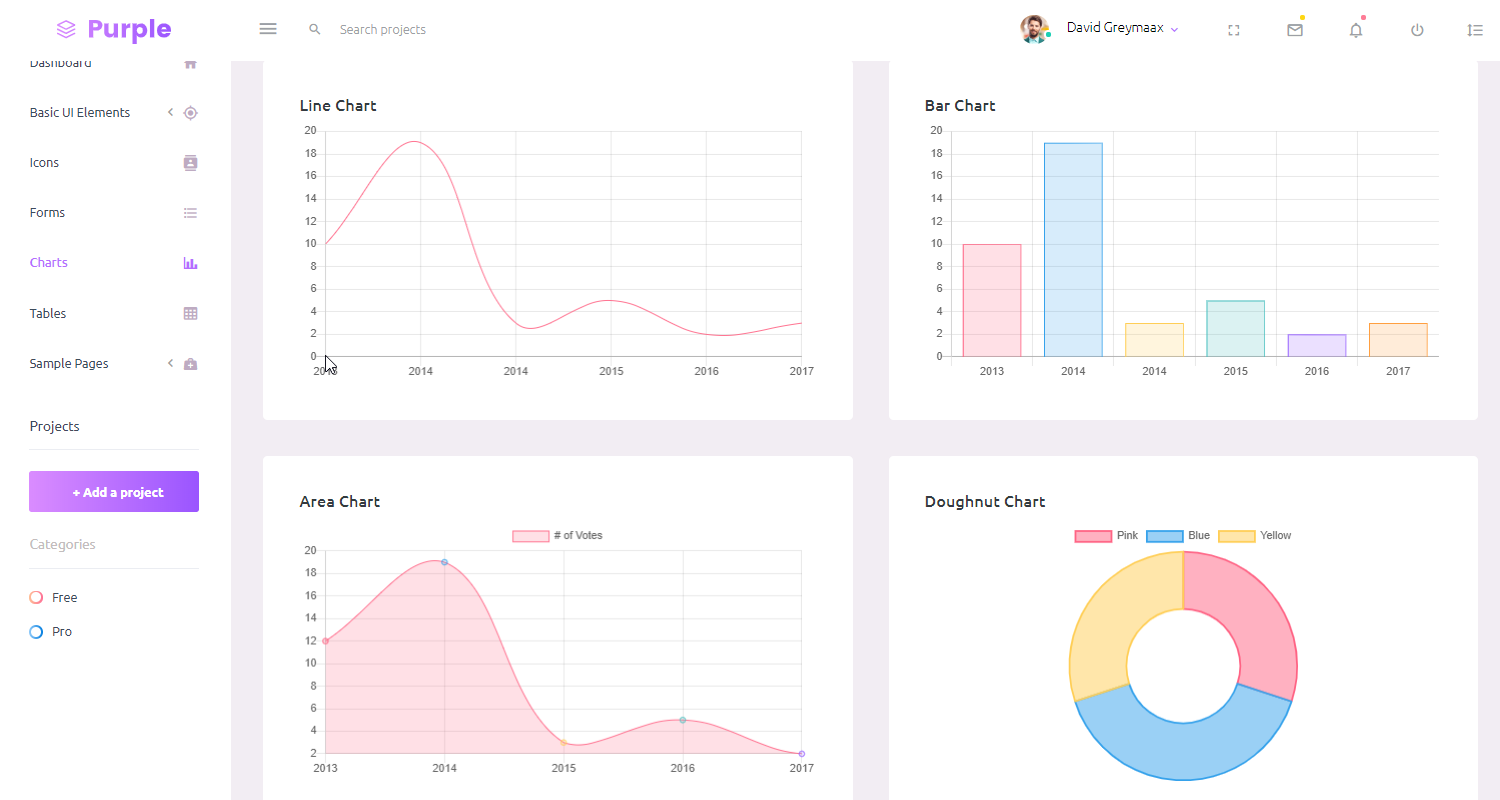 Purple
Search projects
David Greymaax
Dashboard
Basic UI Elements
Icons
Forms
Charts
Tables
Sample Pages
Projects
+ Add a project
Categories
Free
Pro
Line Chart
20
18
16
14
12
10
8
6
4
2
0
2013 2014 2014 2015 2016 2017
Bar Chart
20
18
16
14
12
10
8
6
4
2
0
2013 2014 2014 2015 2016 2017
Area Chart
# of Votes
20
18
16
14
12
10
8
6
4
2
2013 2014 2015 2016 2017
Doughnut Chart
Pink Blue Yellow